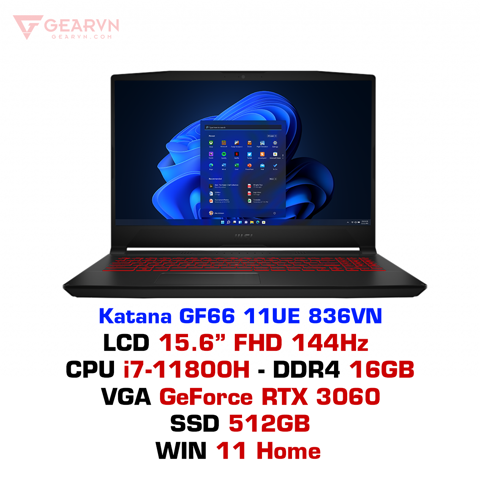 GEARVN
GEARVN.COM
Katana GF66 11UE 836VN
LCD 15.6” FHD 144Hz
CPU i7-11800H - DDR4 16GB
VGA GeForce RTX 3060
SSD 512GB
WIN 11 Home